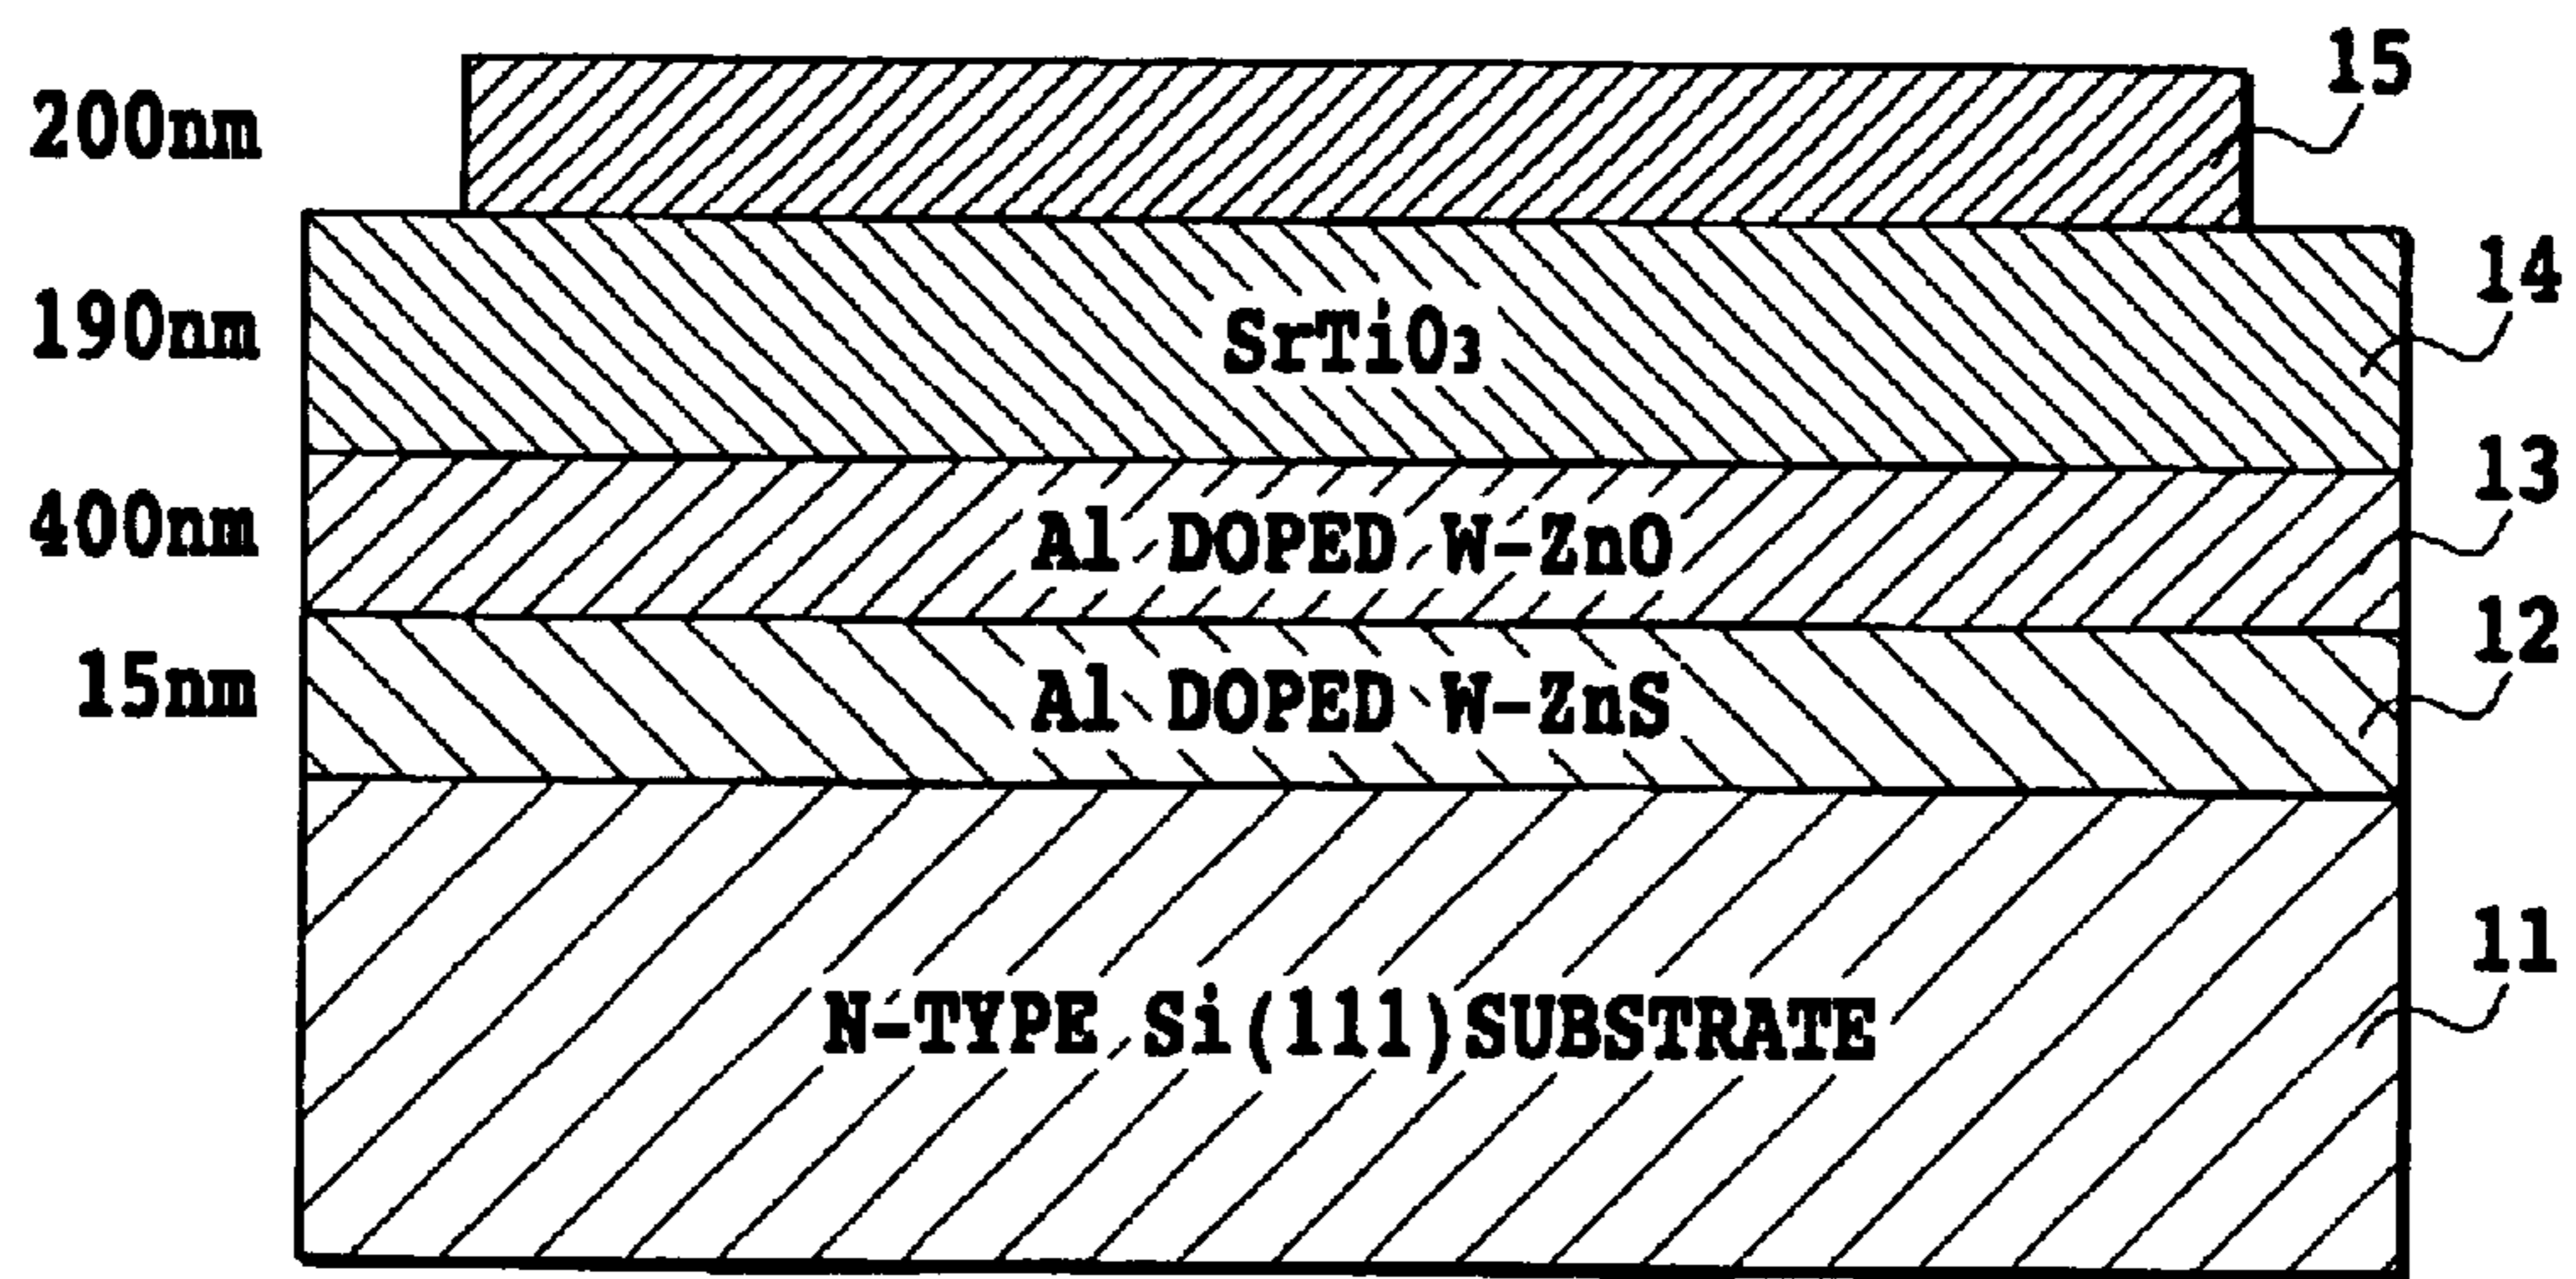 15
200nm
14
190nm SrTiO3
13
400nm Al DOPED W-ZnO
12
15nm Al DOPED W-ZnS
11
N-TYPE Si(111)SUBSTRATE